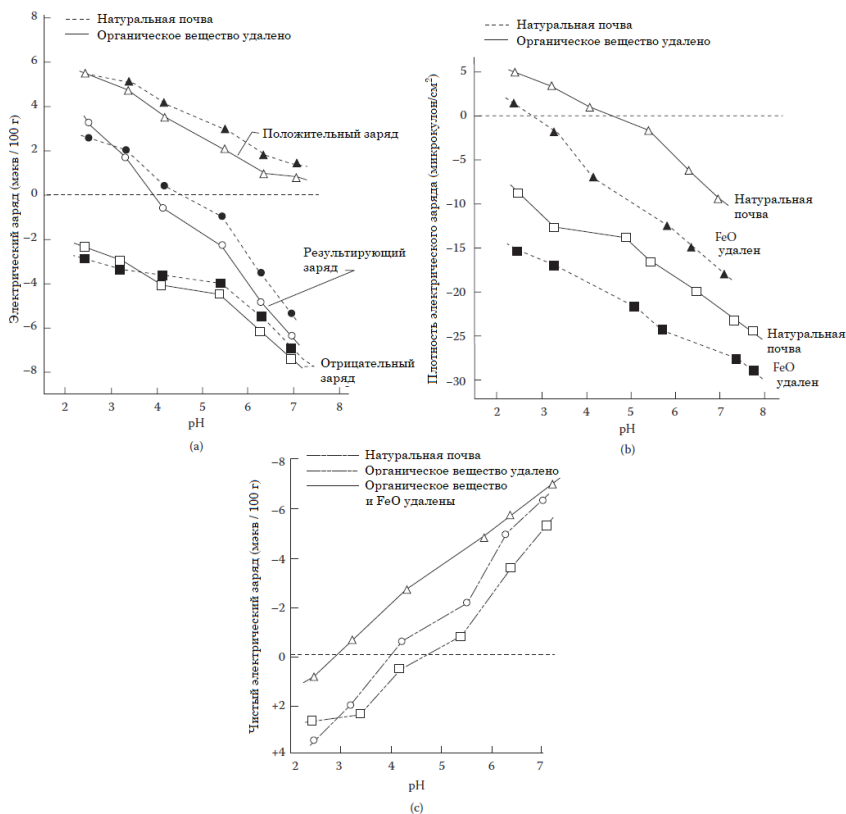 Натуральная почва
Органическое вещество удалено
Электрический заряд (мэкв / 100 г)
8
6
4
2
0
−2
−4
−6
−8
Положительный заряд
Результирующий
заряд
Отрицательный
заряд
2 3 4 5 6 7 8
pH
(a)
Натуральная почва
Органическое вещество удалено
Плотность электрического заряда (микрокулон/см²)
5
0
−5
−10
−15
−20
−25
−30
Натуральная
почва
FeO
удален
Натуральная
почва
FeO
удален
2 3 4 5 6 7 8
pH
(b)
Натуральная почва
Органическое вещество удалено
Органическое вещество
и FeO удалены
Чистый электрический заряд (мэкв / 100 г)
−8
−6
−4
−2
0
+2
+4
2 3 4 5 6 7
pH
(c)